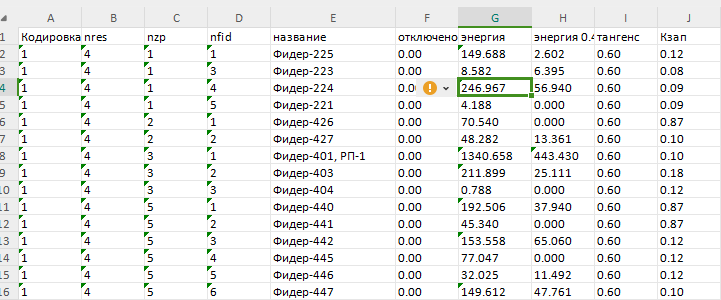 A B C D E F G H I J
Кодировка nres nzp nfid название отключено энергия энергия 0.4 тангенс Кзап
2 1 4 1 1 Фидер-225 0.00 149.688 2.602 0.60 0.12
3 1 4 1 3 Фидер-223 0.00 8.582 6.395 0.60 0.08
4 1 4 1 4 Фидер-224 0.0 246.967 56.940 0.60 0.09
5 1 4 1 5 Фидер-221 0.00 4.188 0.000 0.60 0.09
6 1 4 2 1 Фидер-426 0.00 70.540 0.000 0.60 0.87
7 1 4 2 2 Фидер-427 0.00 48.282 13.361 0.60 0.10
8 1 4 3 1 Фидер-401, РП-1 0.00 1340.658 443.430 0.60 0.10
9 1 4 3 2 Фидер-403 0.00 211.899 25.111 0.60 0.18
10 1 4 3 3 Фидер-404 0.00 0.788 0.000 0.60 0.12
11 1 4 5 1 Фидер-440 0.00 192.506 37.940 0.60 0.87
12 1 4 5 2 Фидер-441 0.00 45.340 0.000 0.60 0.87
13 1 4 5 3 Фидер-442 0.00 153.558 65.060 0.60 0.12
14 1 4 5 4 Фидер-445 0.00 77.047 0.000 0.60 0.12
15 1 4 5 5 Фидер-446 0.00 32.025 11.492 0.60 0.12
16 1 4 5 6 Фидер-447 0.00 149.612 47.761 0.60 0.10